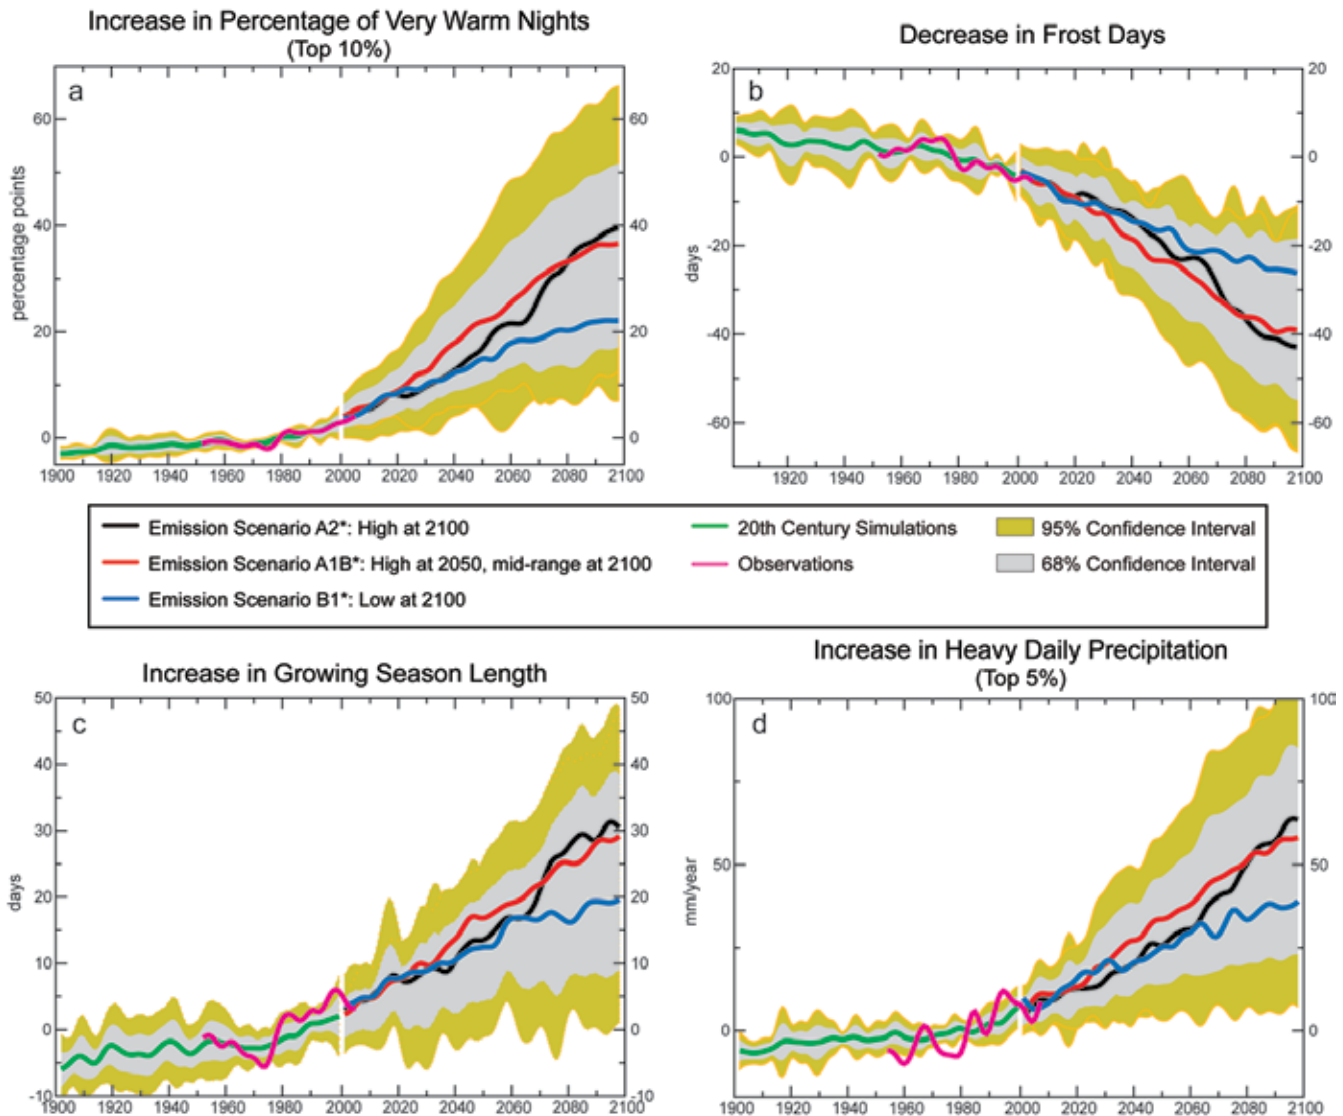 Increase in Percentage of Very Warm Nights
(Top 10%)
a
60
40
20
0
percentage points
60
40
20
0
1900 1920 1940 1960 1980 2000 2020 2040 2060 2080 2100
Decrease in Frost Days
b
20
0
-20
-40
-60
days
20
0
-20
-40
-60
1920 1940 1960 1980 2000 2020 2040 2060 2080 2100
Emission Scenario A2*: High at 2100
Emission Scenario A1B*: High at 2050, mid-range at 2100
Emission Scenario B1*: Low at 2100
20th Century Simulations
Observations
95% Confidence Interval
68% Confidence Interval
Increase in Growing Season Length
c
50
40
30
20
10
0
-10
days
50
40
30
20
10
0
-10
1900 1920 1940 1960 1980 2000 2020 2040 2060 2080 2100
Increase in Heavy Daily Precipitation
(Top 5%)
d
100
50
0
mm/year
100
50
0
1900 1920 1940 1960 1980 2000 2020 2040 2060 2080 2100